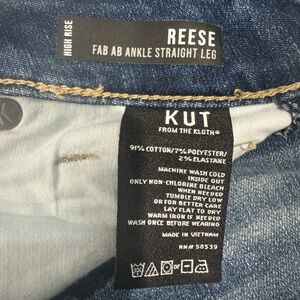 HIGH RISE
REESE
FAB AB ANKLE STRAIGHT LEG
KUT
FROM THE KLOTH®
91% COTTON/7% POLYESTER/
2% ELASTANE
MACHINE WASH COLD
INSIDE OUT
ONLY NON-CHLORINE BLEACH
WHEN NEEDED
TUMBLE DRY LOW
OR FOR BETTER CARE
LAY FLAT TO DRY
WARM IRON IF NEEDED
WASH ONCE BEFORE WEARING
MADE IN VIETNAM
RN# 58539
or